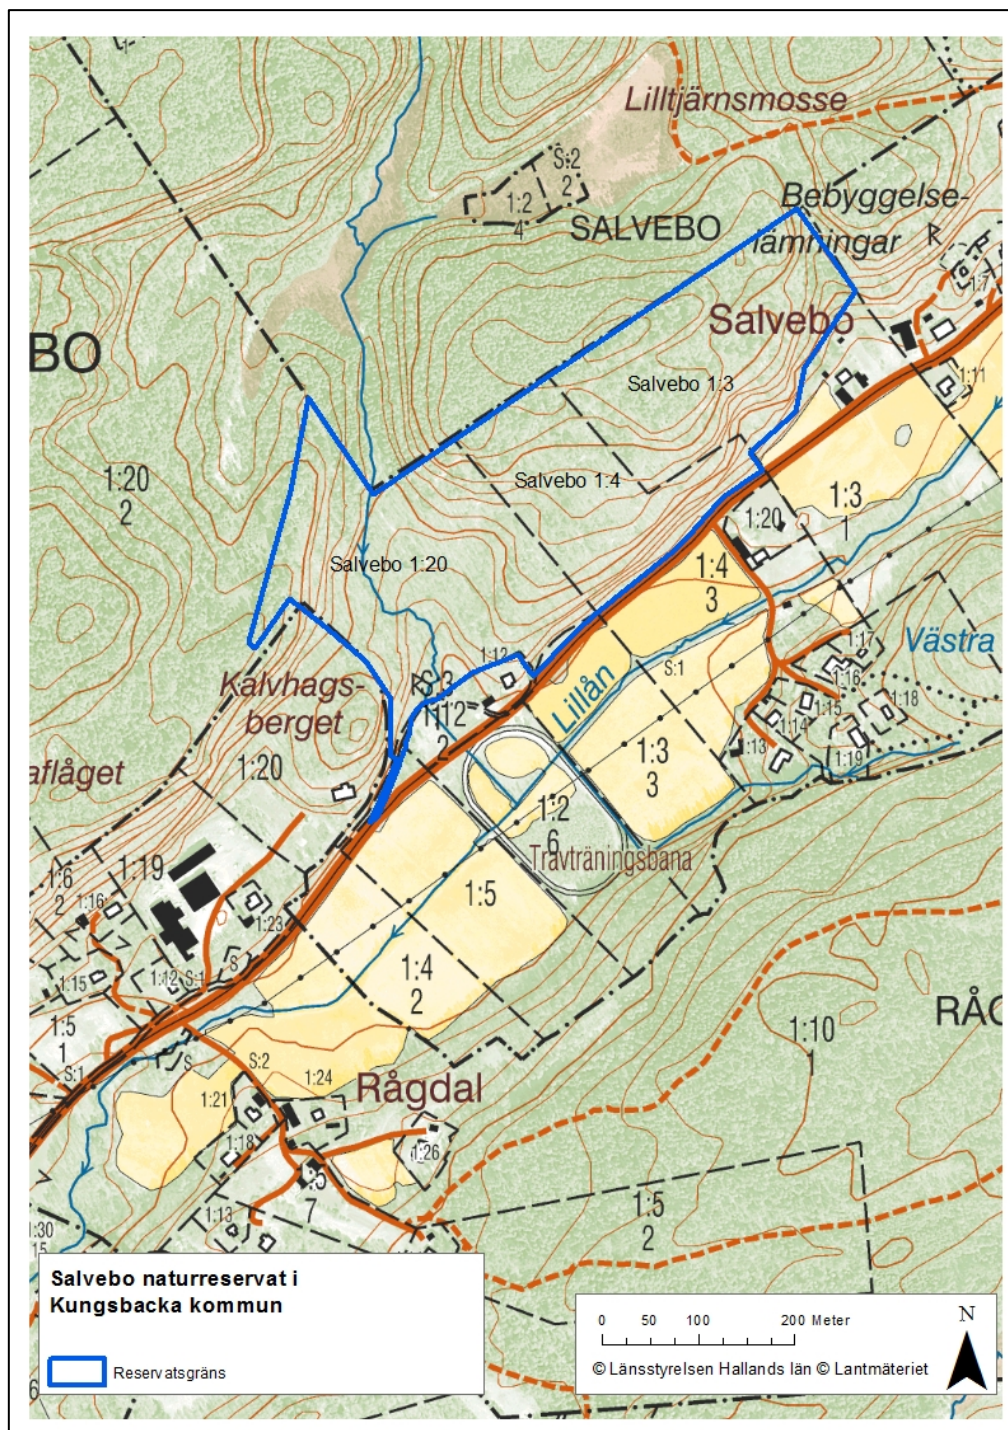 Lilltjärnsmosse
S:2
2
1:2
4
SALVEBO
Bebyggelse-
lämningar
R
1:7
Salvebo
BO
Salvebo 1:3
1:11
1:20
2
Salvebo 1:4
1:3
1
1:20
Salvebo 1:20
1:4
3
Västra
1:17
1:16
1:18
1:15
1:14
1:13
1:19
S:1
1:12
Kalvhags-
berget
R
S:3
1:12
2
Lillån
1:3
3
aflåget
1:20
1:2
6
Travträningsbana
1:19
1:6
2
1:16
1:5
1:23
1:15
1:12
S:1
S
1:4
2
1:5
1
S:1
RÅG
1:10
1
S
S:2
1:24
1:21
Rågdal
1:18
1:26
:5
7
1:5
2
1:13
1:30
15
6
Salvebo naturreservat i
Kungsbacka kommun
Reservatsgräns
0 50 100 200 Meter
N
© Länsstyrelsen Hallands län © Lantmäteriet